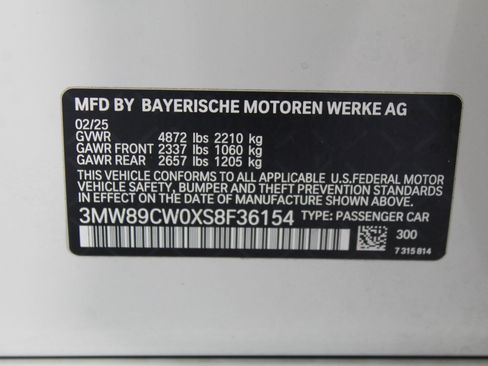 MFD BY BAYERISCHE MOTOREN WERKE AG
02/25
GVWR 4872 lbs 2210 kg
GAWR FRONT 2337 lbs 1060 kg
GAWR REAR 2657 lbs 1205 kg
THIS VEHICLE CONFORMS TO ALL APPLICABLE U.S.FEDERAL MOTOR
VEHICLE SAFETY, BUMPER AND THEFT PREVENTION STANDARDS
IN EFFECT ON THE DATE OF MANUFACTURE SHOWN ABOVE.
3MW89CW0XS8F36154 TYPE: PASSENGER CAR
300
7 315 814